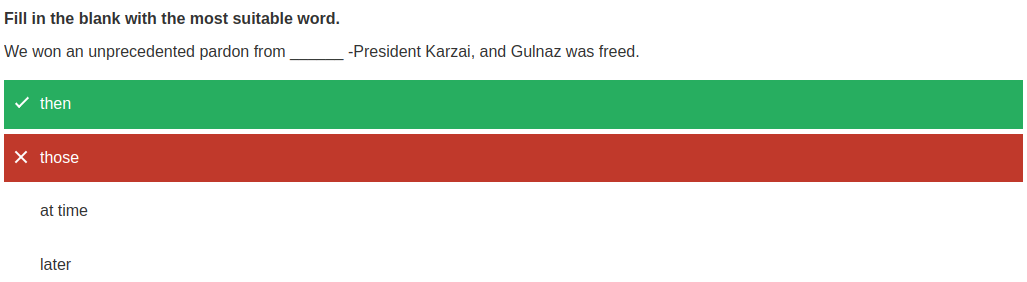 Fill in the blank with the most suitable word.
We won an unprecedented pardon from ______ -President Karzai, and Gulnaz was freed.
then
those
at time
later